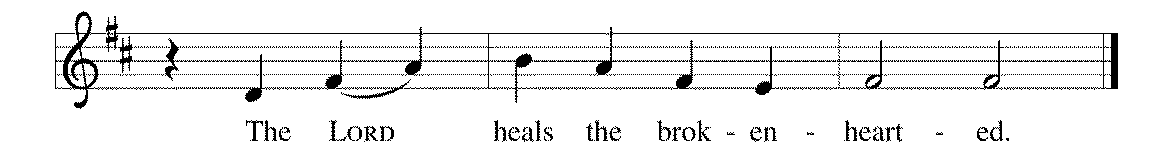 The LORD heals the brok - en - heart - ed.